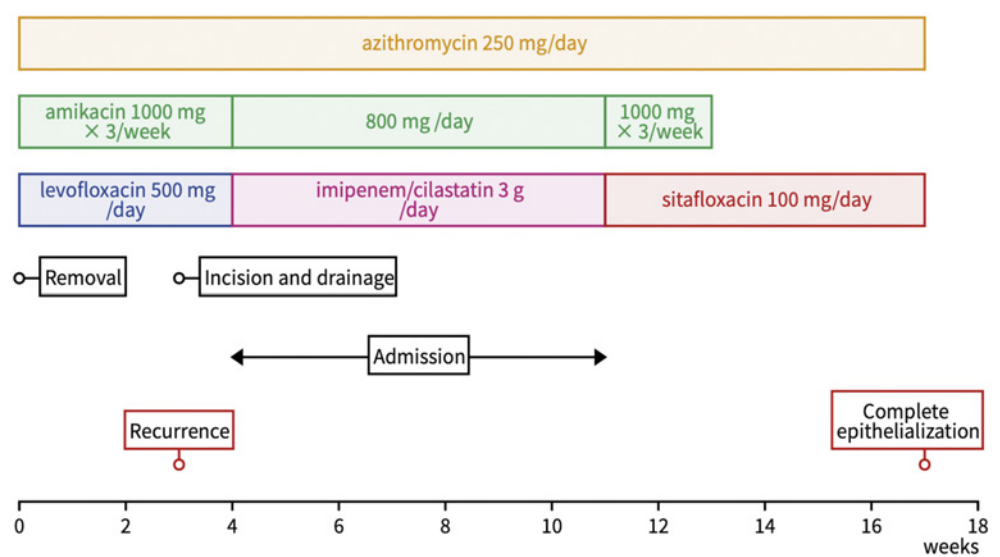 azithromycin 250 mg/day
amikacin 1000 mg
× 3/week
800 mg /day
1000 mg
× 3/week
levofloxacin 500 mg
/day
imipenem/cilastatin 3 g
/day
sitafloxacin 100 mg/day
Removal
Incision and drainage
Admission
Recurrence
Complete
epithelialization
0 2 4 6 8 10 12 14 16 18
weeks